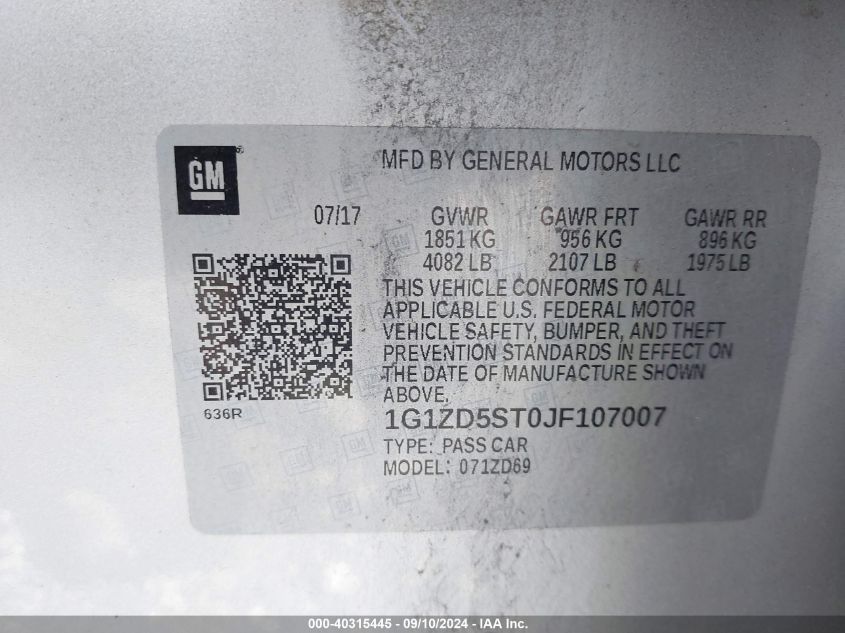 GM
MFD BY GENERAL MOTORS LLC
07/17 GVWR GAWR FRT GAWR RR
1851 KG 956 KG 896 KG
4082 LB 2107 LB 1975 LB
THIS VEHICLE CONFORMS TO ALL
APPLICABLE U.S. FEDERAL MOTOR
VEHICLE SAFETY, BUMPER, AND THEFT
PREVENTION STANDARDS IN EFFECT ON
THE DATE OF MANUFACTURE SHOWN
ABOVE.
636R
1G1ZD5ST0JF107007
TYPE: PASS CAR
MODEL: 071ZD69
000-40315445 - 09/10/2024 - IAA Inc.